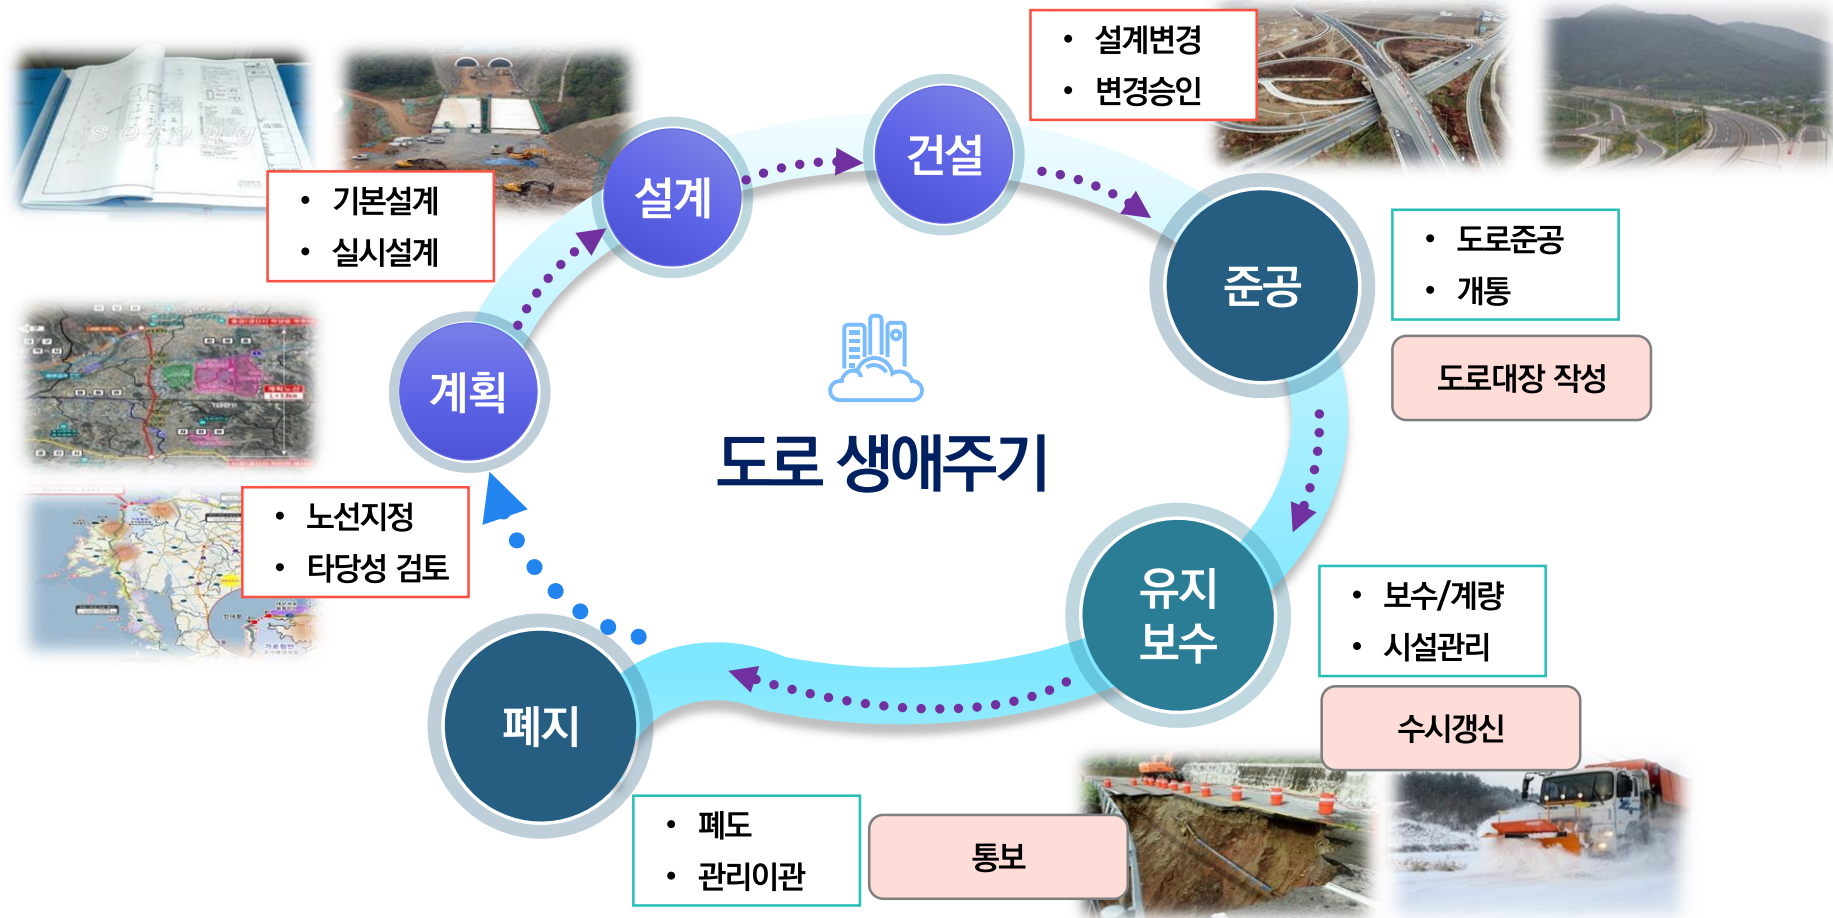 설계변경
변경승인
건설
설계
기본설계
실시설계
준공
도로준공
개통
도로대장 작성
계획
도로 생애주기
노선지정
타당성 검토
유지
보수
보수/계량
시설관리
수시갱신
폐지
폐도
관리이관
통보